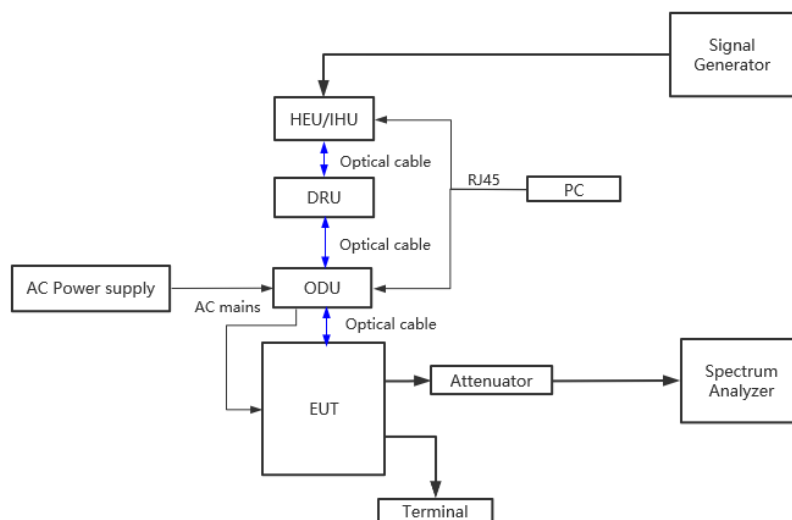 Signal
Generator
HEU/IHU
Optical cable
RJ45
PC
DRU
Optical cable
AC Power supply
ODU
AC mains
Optical cable
EUT
Attenuator
Spectrum
Analyzer
Terminal